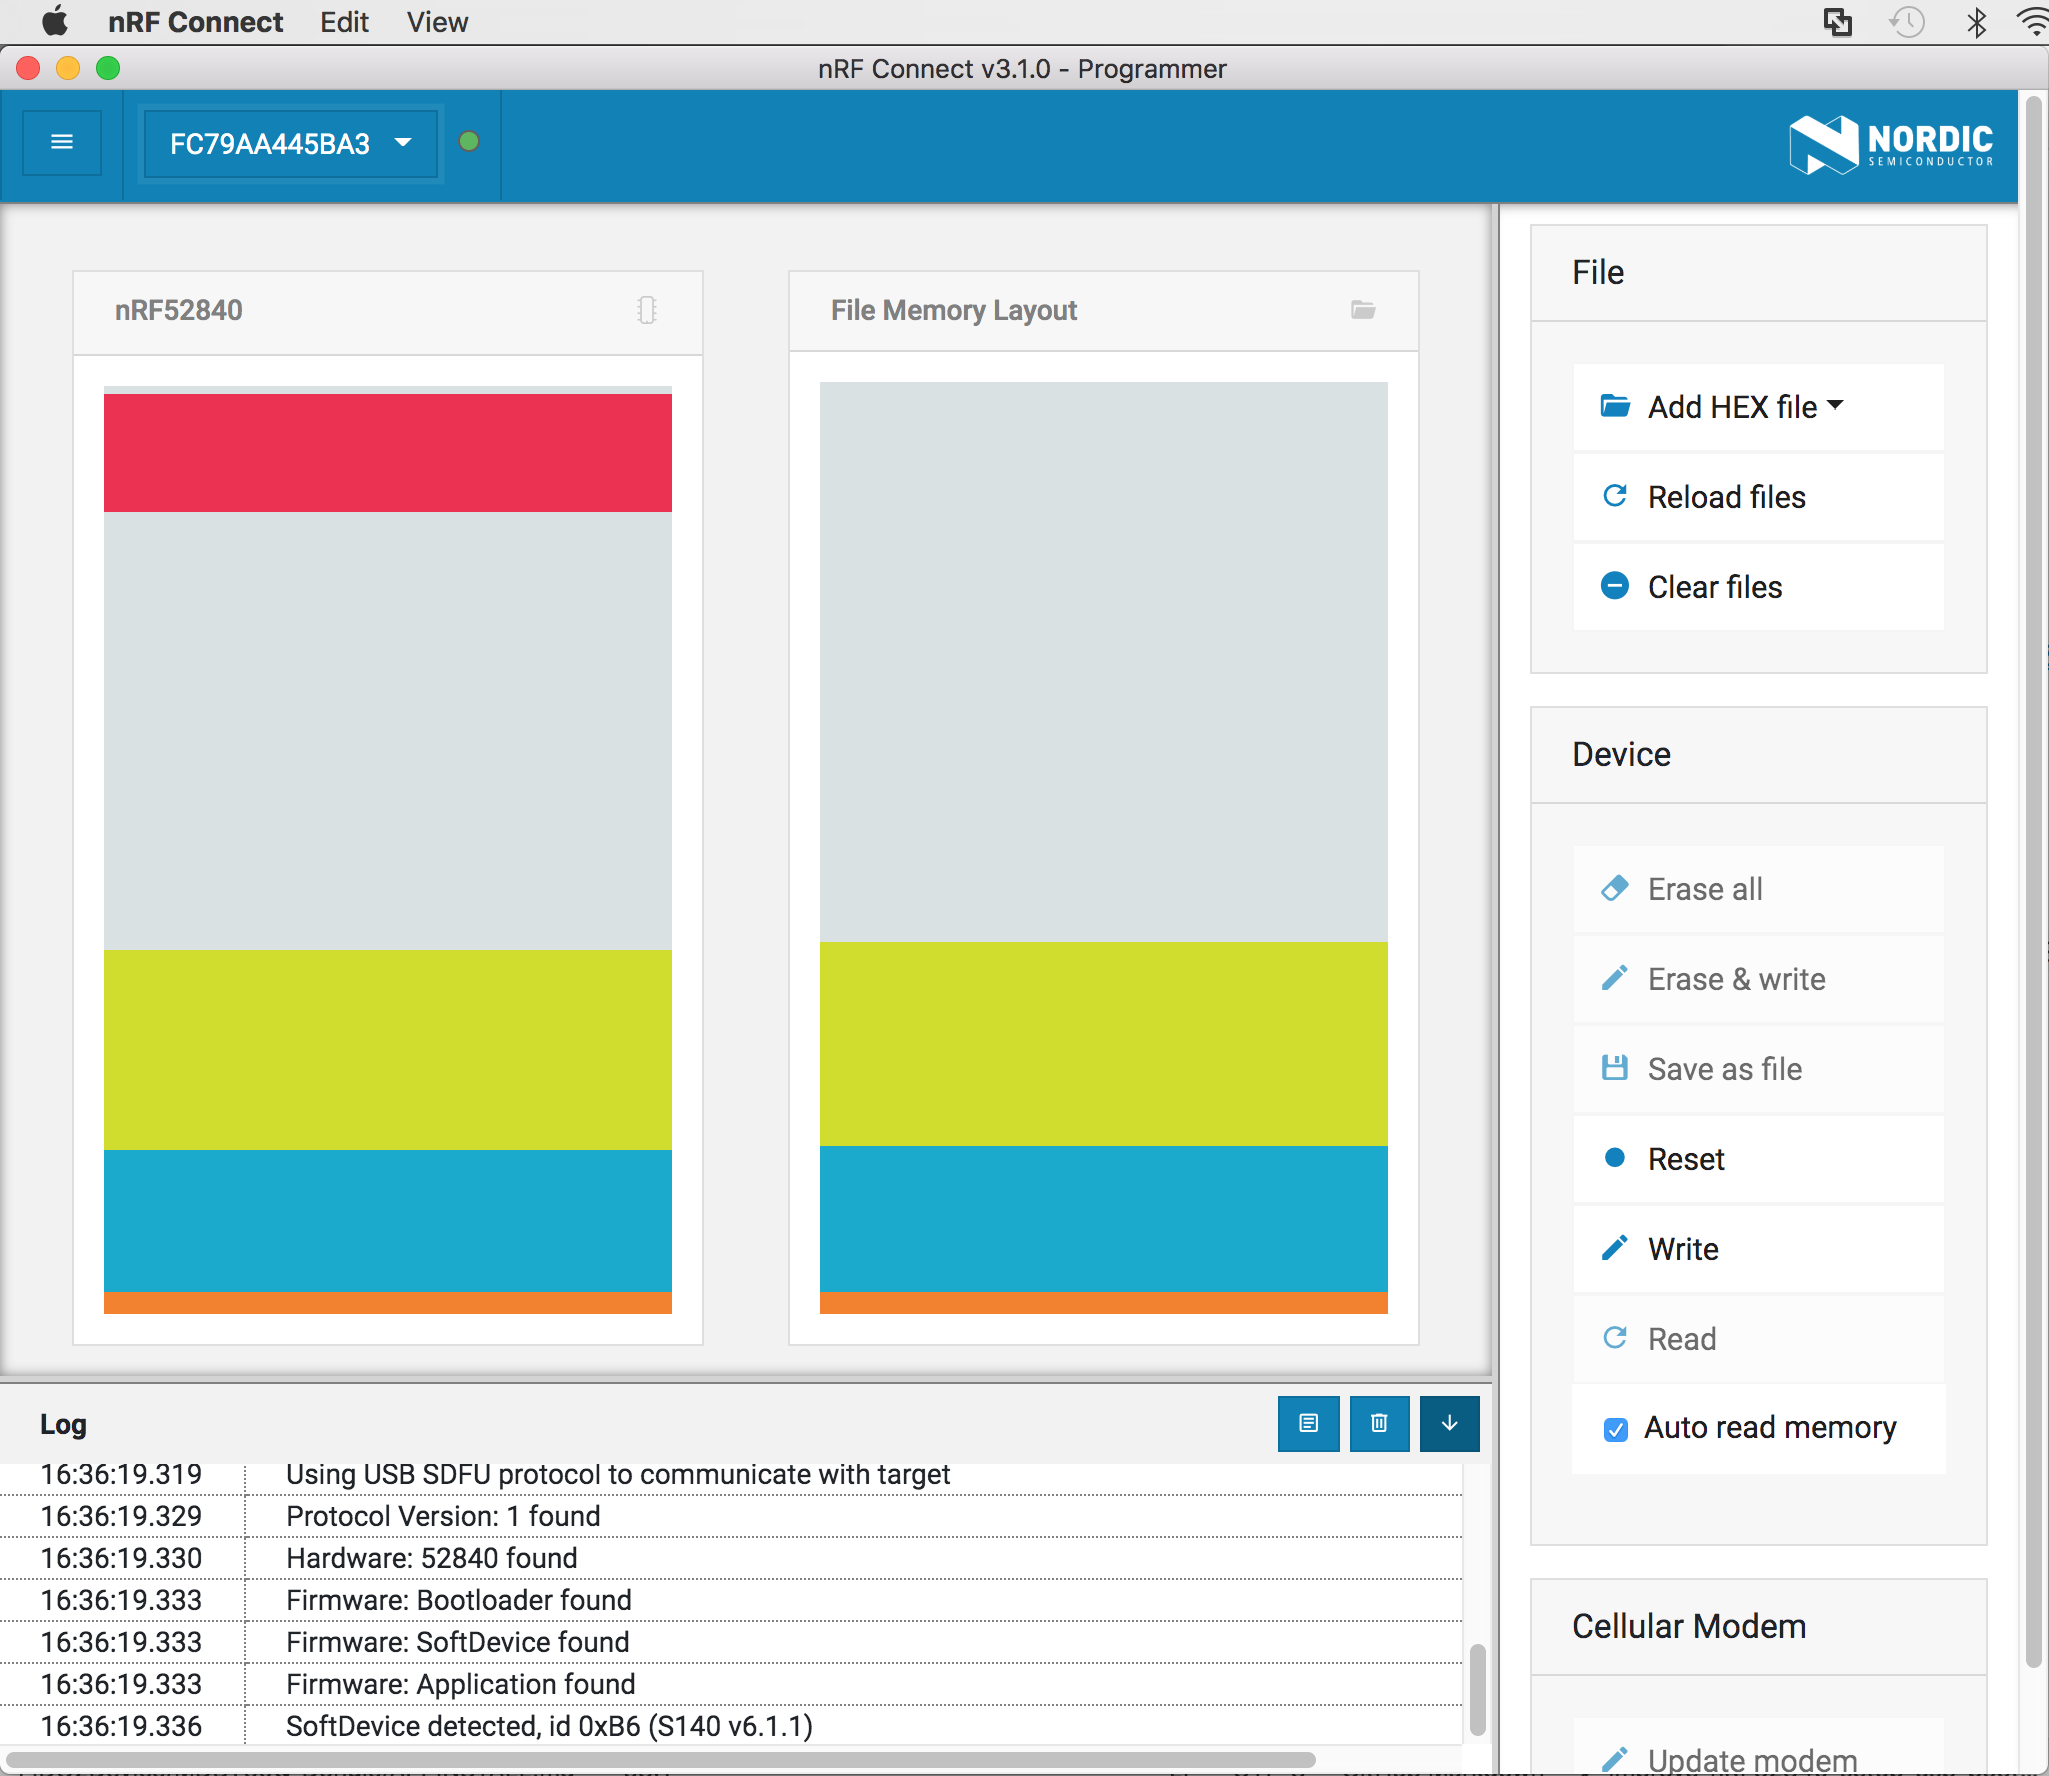 nRF Connect Edit View
nRF Connect v3.1.0 - Programmer
FC79AA445BA3
NORDIC
SEMICONDUCTOR
nRF52840
File Memory Layout
File
Add HEX file
Reload files
Clear files
Device
Erase all
Erase & write
Save as file
Reset
Write
Read
Auto read memory
Cellular Modem
Update modem
Log
16:36:19.319 Using USB SDFU protocol to communicate with target
16:36:19.329 Protocol Version: 1 found
16:36:19.330 Hardware: 52840 found
16:36:19.333 Firmware: Bootloader found
16:36:19.333 Firmware: SoftDevice found
16:36:19.333 Firmware: Application found
16:36:19.336 SoftDevice detected, id 0xB6 (S140 v6.1.1)